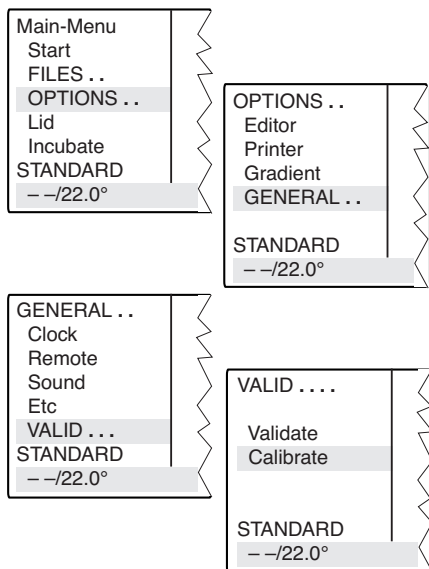 Main-Menu
Start
FILES . .
OPTIONS . .
Lid
Incubate
STANDARD
– –/22.0°
OPTIONS . .
Editor
Printer
Gradient
GENERAL . .
STANDARD
– –/22.0°
GENERAL . .
Clock
Remote
Sound
Etc
VALID . . .
STANDARD
– –/22.0°
VALID . . . .
Validate
Calibrate
STANDARD
– –/22.0°